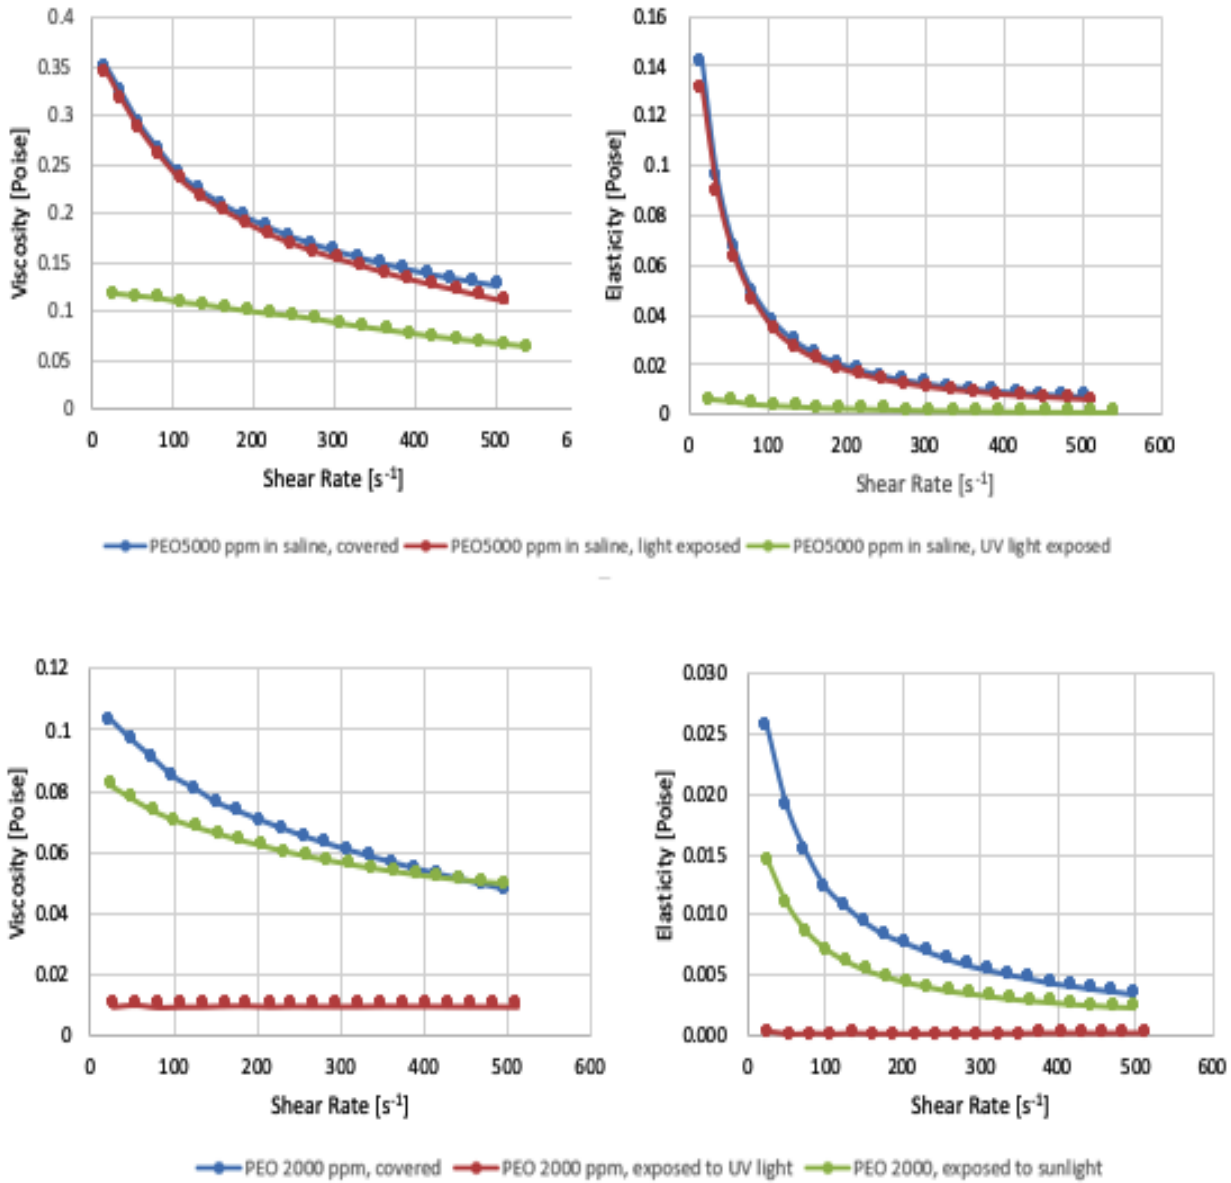 0.4
0.35
0.3
0.25
0.2
0.15
0.1
0.05
0
Viscosity [Poise]
0 100 200 300 400 500 6
Shear Rate [s⁻¹]
0.16
0.14
0.12
0.1
0.08
0.06
0.04
0.02
0
Elasticity [Poise]
0 100 200 300 400 500 600
Shear Rate [s⁻¹]
PEO5000 ppm in saline, covered PEO5000 ppm in saline, light exposed PEO5000 ppm in saline, UV light exposed
0.12
0.1
0.08
0.06
0.04
0.02
0
Viscosity [Poise]
0 100 200 300 400 500 600
Shear Rate [s⁻¹]
0.030
0.025
0.020
0.015
0.010
0.005
0.000
Elasticity [Poise]
0 100 200 300 400 500 600
Shear Rate [s⁻¹]
PEO 2000 ppm, covered PEO 2000 ppm, exposed to UV light PEO 2000, exposed to sunlight